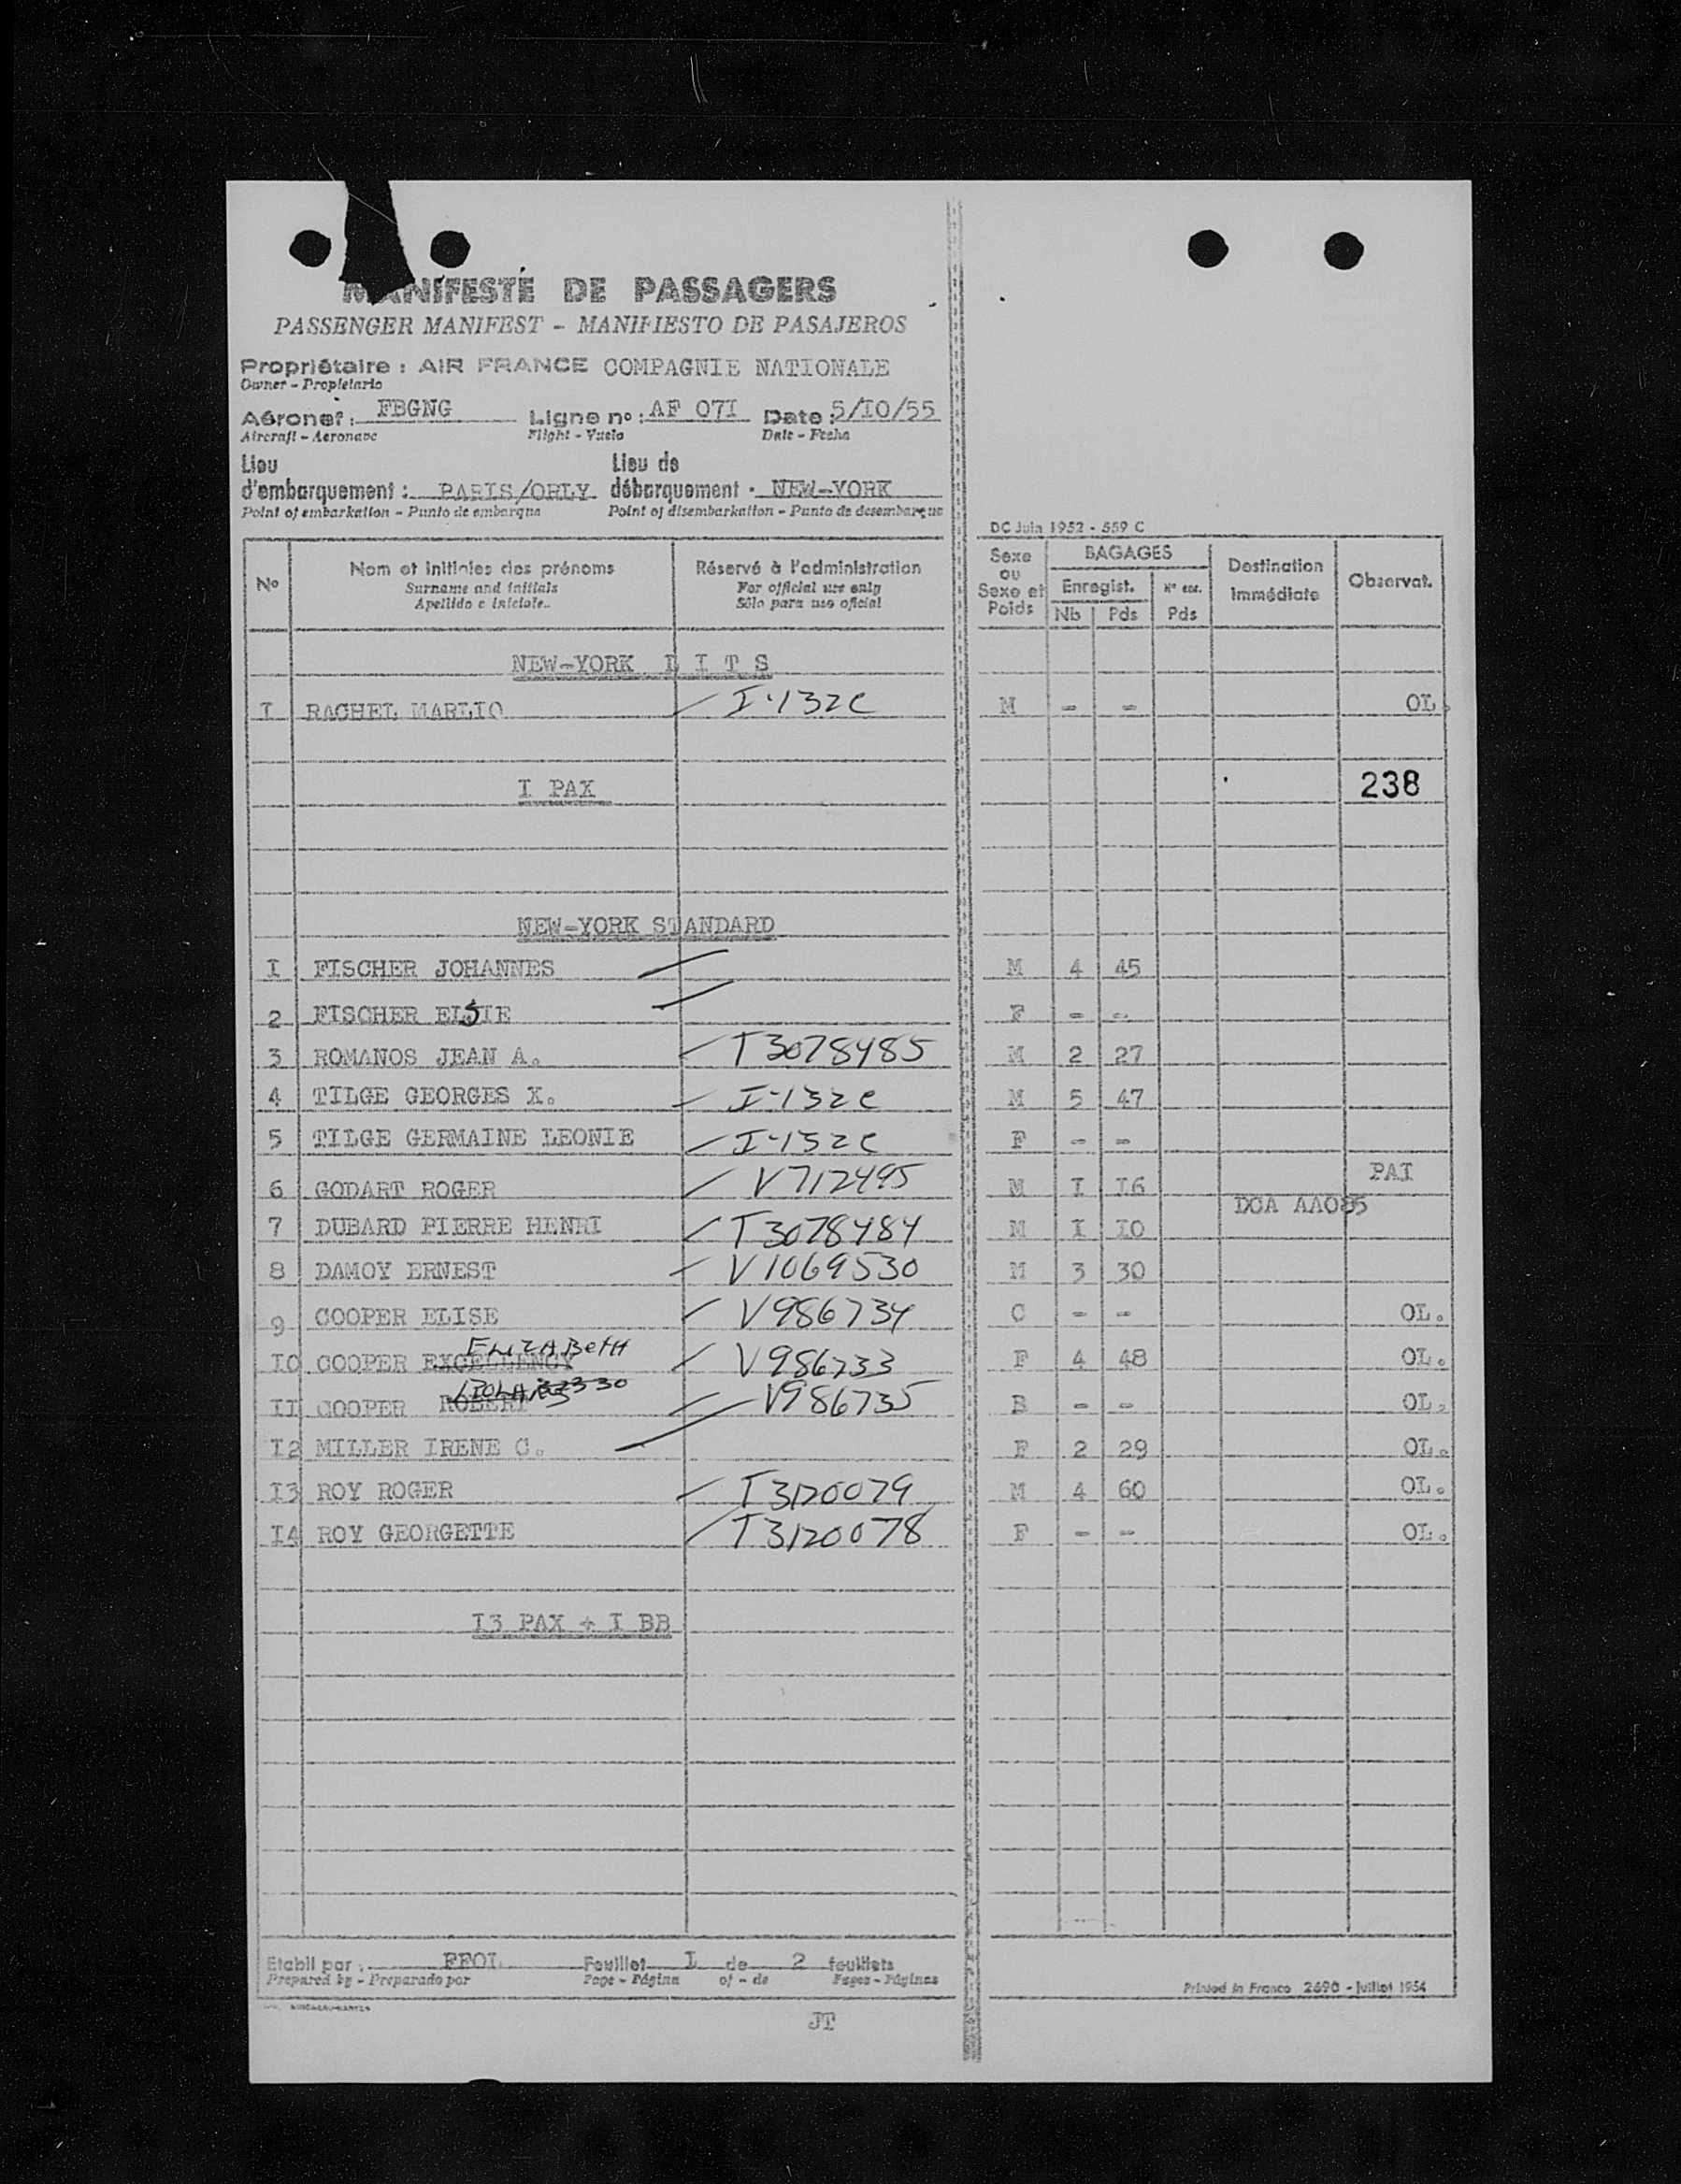 MANIFESTE DE PASSAGERS
PASSENGER MANIFEST - MANIFIESTO DE PASAJEROS
Propriétaire : AIR FRANCE COMPAGNIE NATIONALE
Owner - Propietario
Aéronef : FBGNG Ligne nº : AF 07I Date : 5/IO/55
Aircraft - Aeronave Flight - Vuelo Date - Fecha
Lieu Lieu de
d'embarquement : PARIS/ORLY débarquement : NEW-YORK
Point of embarkation - Punto de embarque Point of disembarkation - Punto de desembarque
DC Juin 1952 - 559 C
Nº Nom et initiales des prénoms Réservé à l'administration Sexe ou Sexe et Poids BAGAGES Destination immédiate Observat.
Surname and initials For official use only Enregist. Nº enr.
Apellido e iniciale.. Sólo para uso oficial Nb Pds Pds
NEW-YORK L I T S
I RACHEL MARLIO I-132C M - - OL.
I PAX 238
NEW-YORK STANDARD
I FISCHER JOHANNES M 4 45
2 FISCHER ELSIE F - -
3 ROMANOS JEAN A. T3078485 M 2 27
4 TILGE GEORGES X. I-132C M 5 47
5 TILGE GERMAINE LEONIE I-132C F - -
6 GODART ROGER V712495 M I I6 PAI
DCA AA085
7 DUBARD PIERRE HENRI T3078484 M I IO
8 DAMOY ERNEST V1069530 M 3 30
9 COOPER ELISE V986734 C - - OL.
ELIZABETH
IO COOPER EXCELLENCY V986733 F 4 48 OL.
II COOPER ROBERT V986735 B - - OL.
I2 MILLER IRENE C. F 2 29 OL.
I3 ROY ROGER T3120079 M 4 60 OL.
I4 ROY GEORGETTE T3120078 F - - OL.
I3 PAX + I BB
Etabli par : Feuillet I de 2 feuillets
Prepared by - Preparado por Page - Página of - de Pages - Páginas
Printed in France 2690 - Juillet 1954
JT